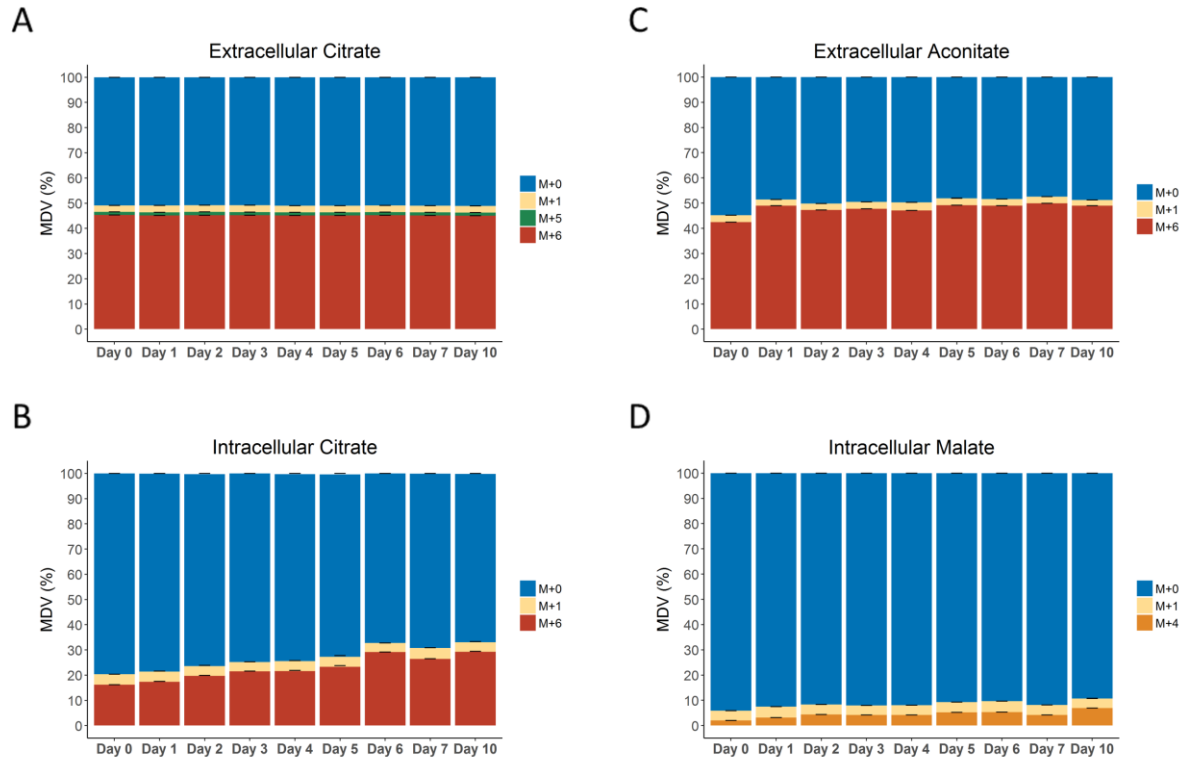 A
Extracellular Citrate
MDV (%)
100
90
80
70
60
50
40
30
20
10
0
Day 0 Day 1 Day 2 Day 3 Day 4 Day 5 Day 6 Day 7 Day 10
M+0
M+1
M+5
M+6
C
Extracellular Aconitate
MDV (%)
100
90
80
70
60
50
40
30
20
10
0
Day 0 Day 1 Day 2 Day 3 Day 4 Day 5 Day 6 Day 7 Day 10
M+0
M+1
M+6
B
Intracellular Citrate
MDV (%)
100
90
80
70
60
50
40
30
20
10
0
Day 0 Day 1 Day 2 Day 3 Day 4 Day 5 Day 6 Day 7 Day 10
M+0
M+1
M+6
D
Intracellular Malate
MDV (%)
100
90
80
70
60
50
40
30
20
10
0
Day 0 Day 1 Day 2 Day 3 Day 4 Day 5 Day 6 Day 7 Day 10
M+0
M+1
M+4